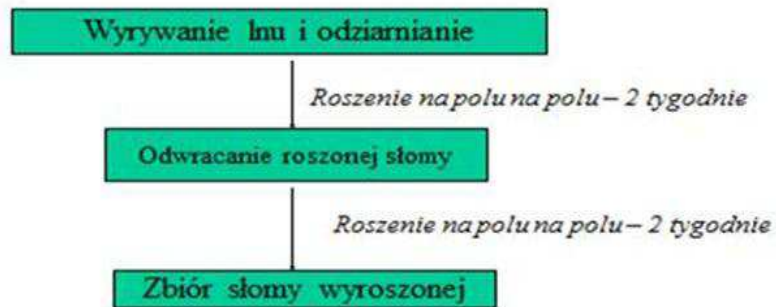 Wyrywanie lnu i odziarnianie
Roszenie na polu na polu – 2 tygodnie
Odwracanie roszonej słomy
Roszenie na polu na polu – 2 tygodnie
Zbiór słomy wyroszonej